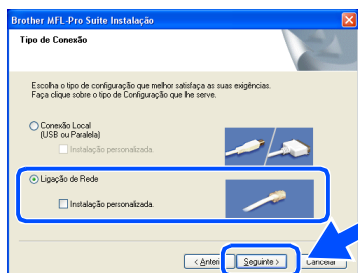 Brother MFL-Pro Suite Instalação
Tipo de Conexão
Escolha o tipo de configuração que melhor satisfaça as suas exigências.
Faça clique sobre o tipo de Configuração que lhe serve.
Conexão Local
(USB ou Paralela)
Instalação personalizada.
Ligação de Rede
Instalação personalizada.
< Anteri
Seguinte >
Cancelar